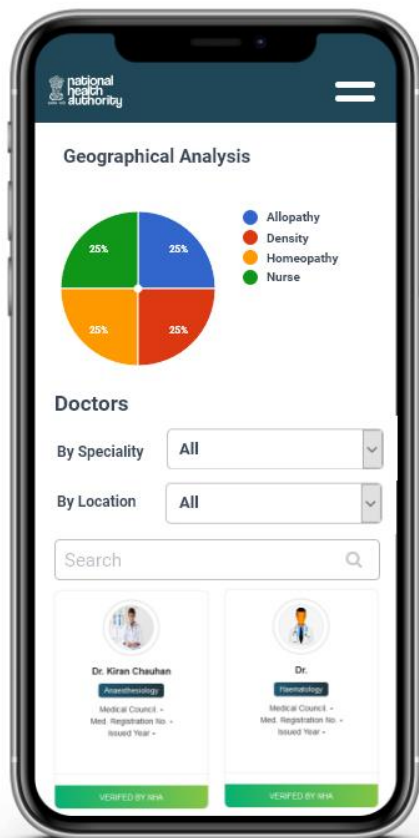 national
health
authority
Geographical Analysis
25%
25%
25%
25%
Allopathy
Density
Homeopathy
Nurse
Doctors
By Speciality
All
By Location
All
Search
Dr. Kiran Chauhan
Anaesthesiology
Medical Council. -
Med. Registration No. -
Issued Year -
VERIFED BY NHA
Dr.
Haematology
Medical Council. -
Med. Registration No. -
Issued Year -
VERIFED BY NHA